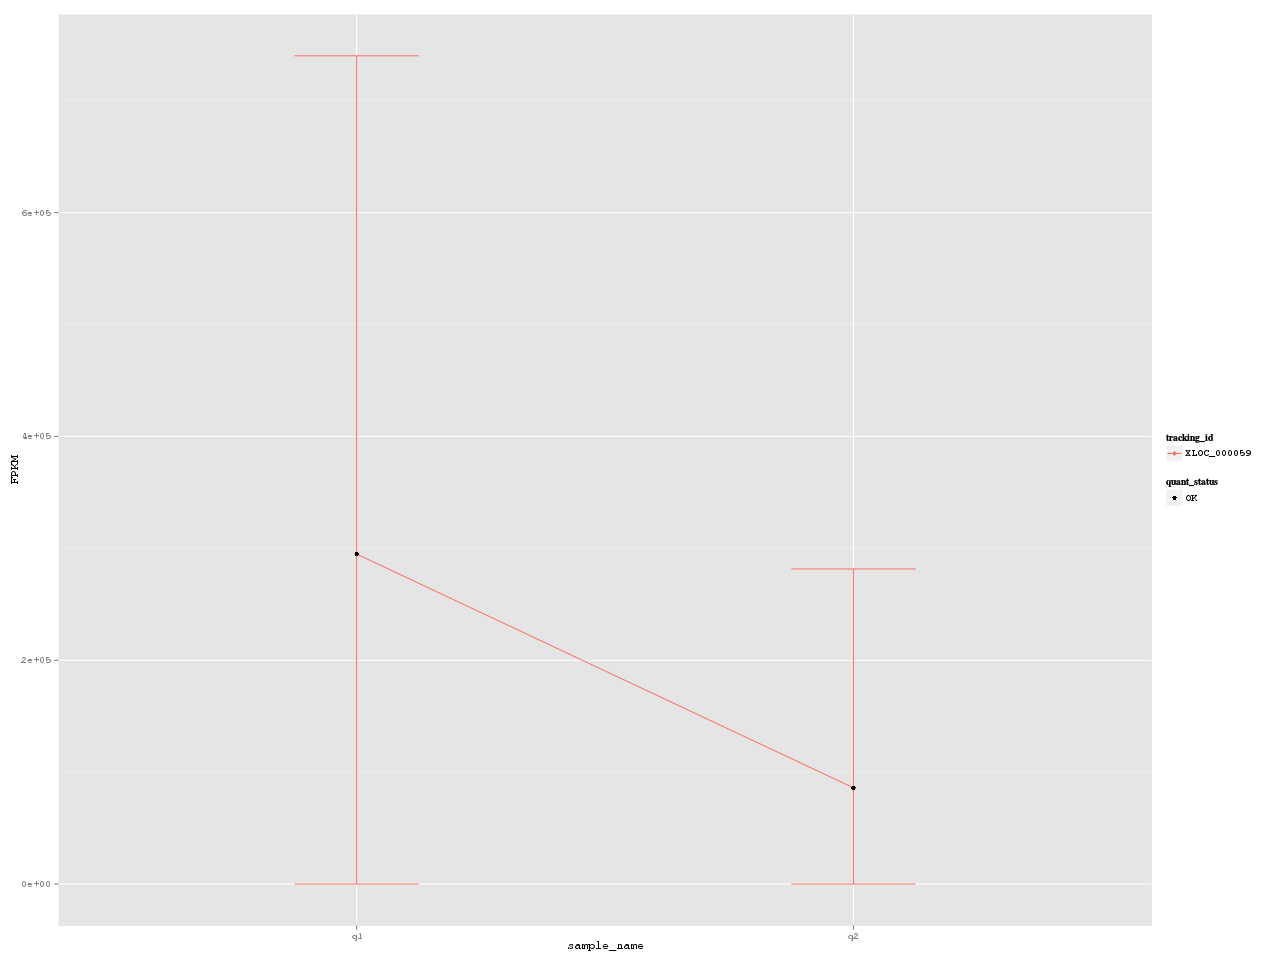 6e+05
4e+05
2e+05
0e+00
FPKM
q1
q2
sample_name
tracking_id
XLOC_000059
quant_status
OK